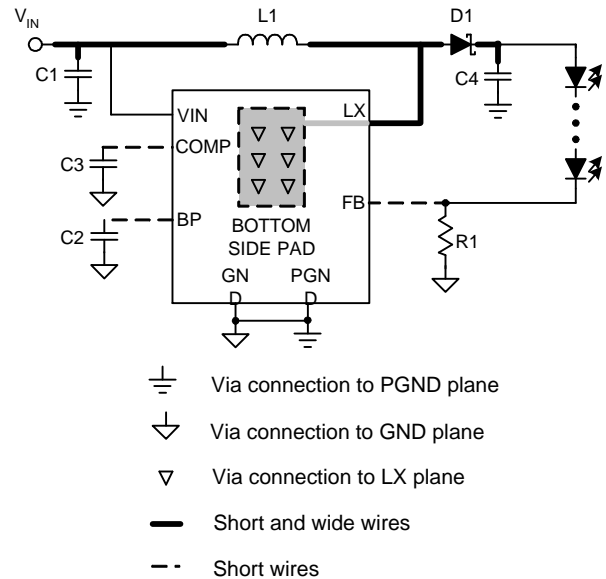 VIN
L1
D1
C1
C4
VIN
LX
COMP
C3
FB
BP
C2
R1
BOTTOM
SIDE PAD
GN
D
PGN
D
Via connection to PGND plane
Via connection to GND plane
Via connection to LX plane
Short and wide wires
Short wires